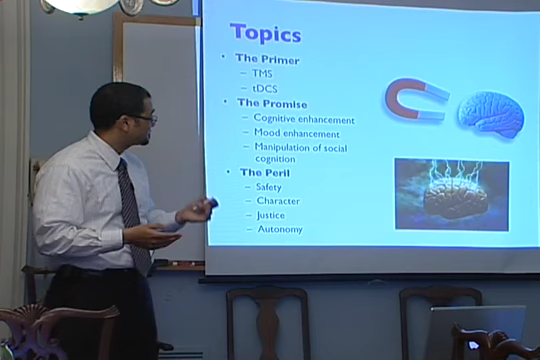 Topics
• The Primer
– TMS
– tDCS
• The Promise
– Cognitive enhancement
– Mood enhancement
– Manipulation of social
cognition
• The Peril
– Safety
– Character
– Justice
– Autonomy